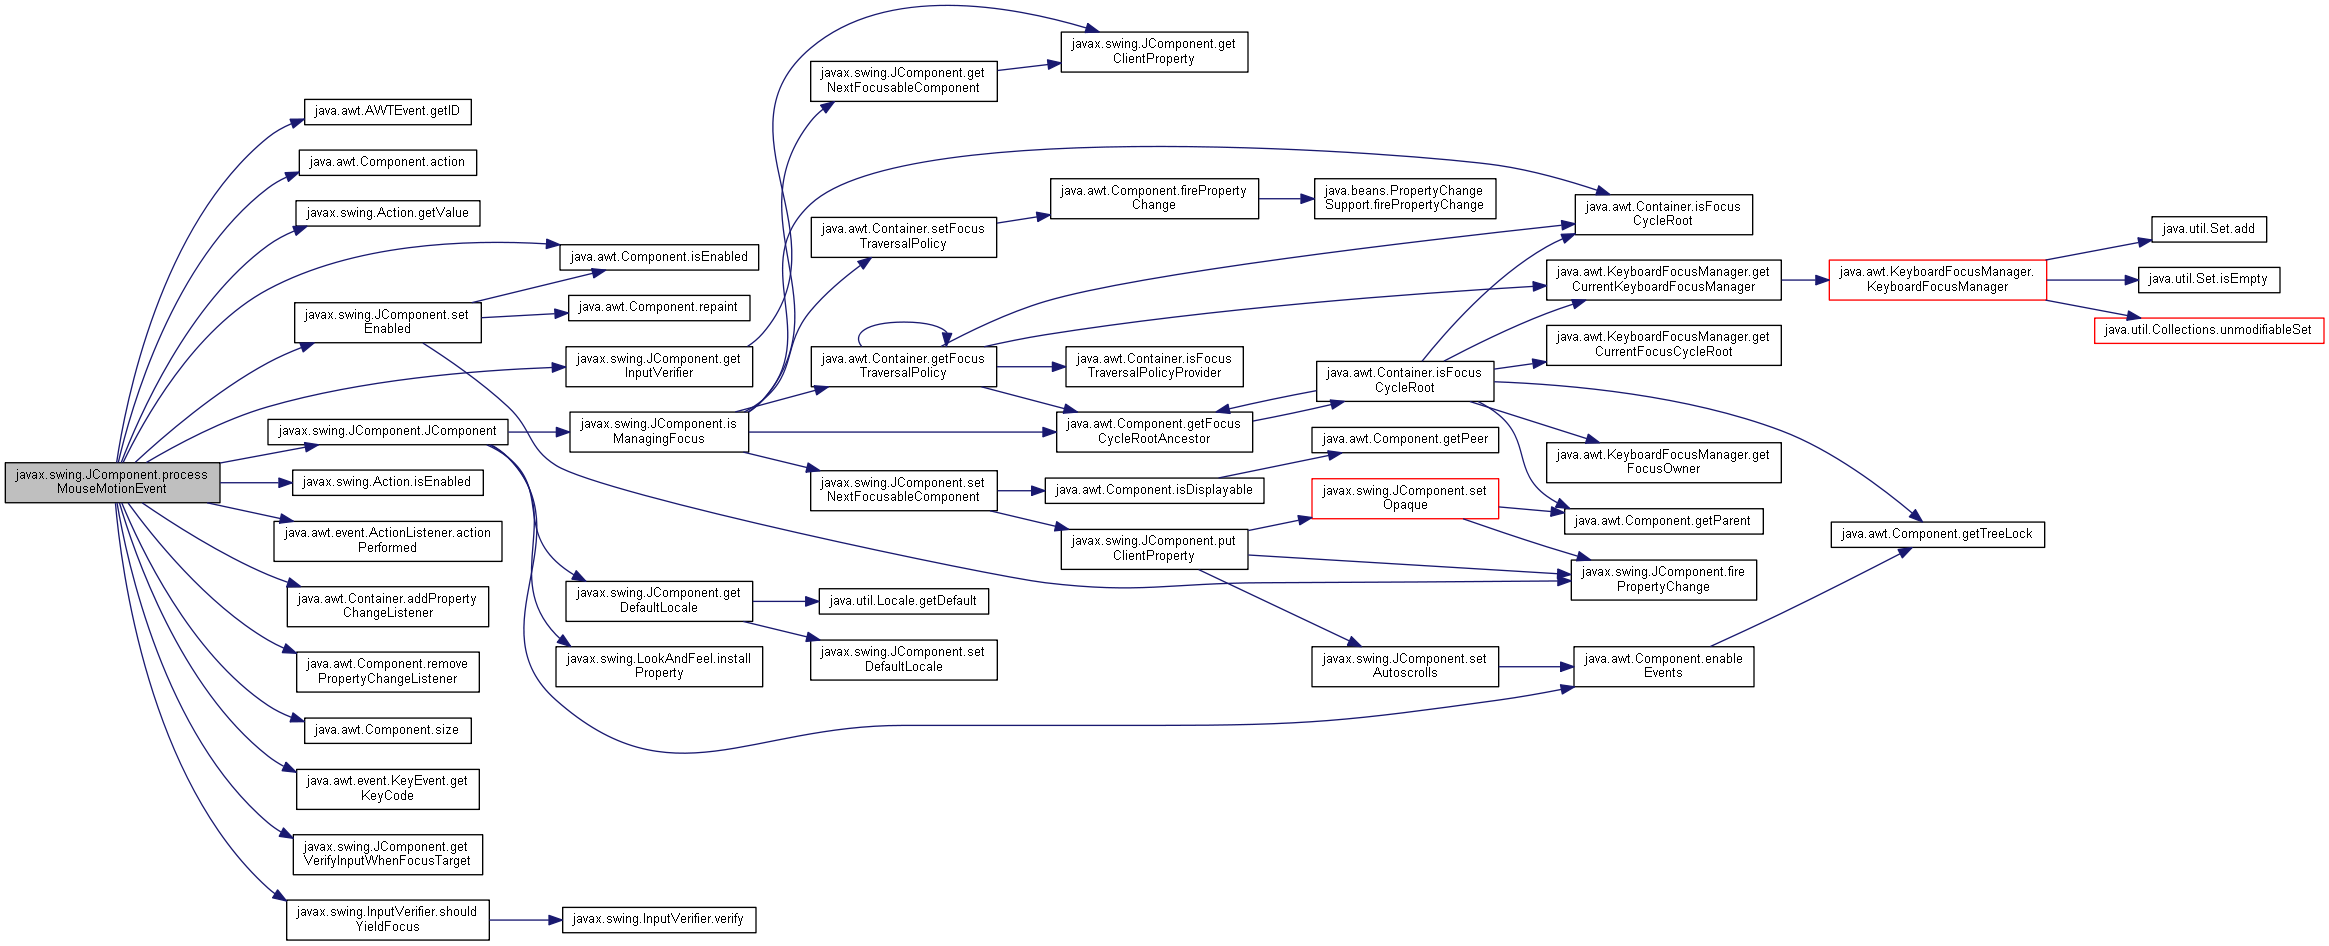 javax.swing.JComponent.process
MouseMotionEvent
java.awt.AWTEvent.getID
java.awt.Component.action
javax.swing.Action.getValue
javax.swing.JComponent.set
Enabled
javax.swing.JComponent.JComponent
javax.swing.Action.isEnabled
java.awt.event.ActionListener.action
Performed
java.awt.Container.addProperty
ChangeListener
java.awt.Component.remove
PropertyChangeListener
java.awt.Component.size
java.awt.event.KeyEvent.get
KeyCode
javax.swing.JComponent.get
VerifyInputWhenFocusTarget
javax.swing.InputVerifier.should
YieldFocus
java.awt.Component.isEnabled
java.awt.Component.repaint
javax.swing.JComponent.get
InputVerifier
javax.swing.JComponent.is
ManagingFocus
javax.swing.JComponent.get
DefaultLocale
javax.swing.LookAndFeel.install
Property
javax.swing.InputVerifier.verify
javax.swing.JComponent.get
NextFocusableComponent
java.awt.Container.setFocus
TraversalPolicy
java.awt.Container.getFocus
TraversalPolicy
javax.swing.JComponent.set
NextFocusableComponent
java.util.Locale.getDefault
javax.swing.JComponent.set
DefaultLocale
javax.swing.JComponent.get
ClientProperty
java.awt.Component.fireProperty
Change
java.awt.Container.isFocus
TraversalPolicyProvider
java.awt.Component.getFocus
CycleRootAncestor
java.awt.Component.isDisplayable
javax.swing.JComponent.put
ClientProperty
java.beans.PropertyChange
Support.firePropertyChange
java.awt.Container.isFocus
CycleRoot
java.awt.Component.getPeer
javax.swing.JComponent.set
Opaque
javax.swing.JComponent.set
Autoscrolls
java.awt.Container.isFocus
CycleRoot
java.awt.KeyboardFocusManager.get
CurrentKeyboardFocusManager
java.awt.KeyboardFocusManager.get
CurrentFocusCycleRoot
java.awt.KeyboardFocusManager.get
FocusOwner
java.awt.Component.getParent
javax.swing.JComponent.fire
PropertyChange
java.awt.Component.enable
Events
java.awt.KeyboardFocusManager.
KeyboardFocusManager
java.awt.Component.getTreeLock
java.util.Set.add
java.util.Set.isEmpty
java.util.Collections.unmodifiableSet